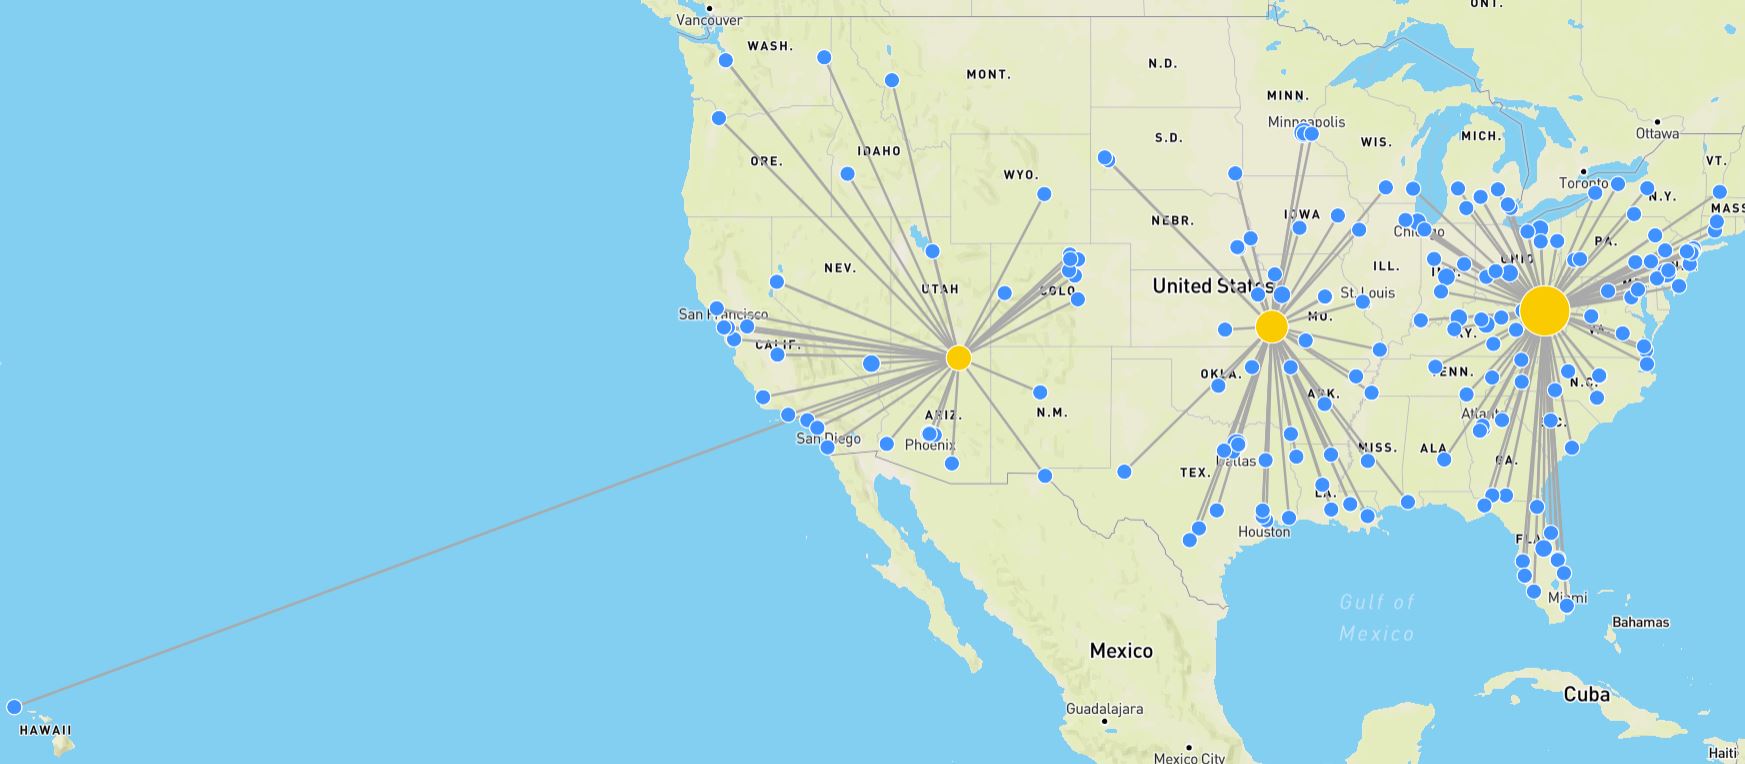 ONT.
Vancouver
WASH.
MONT.
N.D.
MINN.
Minneapolis
Ottawa
S.D.
WIS.
MICH.
VT.
ORE.
IDAHO
WYO.
Toronto
N.Y.
MASS
NEBR.
IOWA
Chicago
PA.
NEV.
UTAH
COLO.
United States
ILL.
OHIO
San Francisco
St. Louis
MO.
CALIF.
KY.
VA.
OKLA.
TENN.
N.C.
ARK.
ARIZ.
N.M.
Atlanta
San Diego
Phoenix
MISS.
ALA
S.C.
Dallas
GA.
TEX.
LA.
Houston
FLA.
Miami
Gulf of
Mexico
Bahamas
Mexico
Cuba
Guadalajara
HAWAII
Mexico City
Haiti